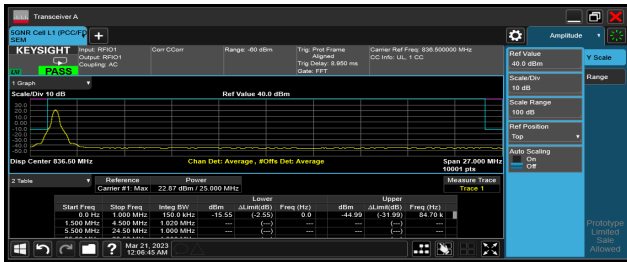 Transceiver A
5GNR Cell L1 (PCC/F
SEM
Amplitude
KEYSIGHT
Input: RFIO1
Output: RFIO1
Coupling: AC
Corr CCorr
Range: -80 dBm
Trig: Prot Frame
Aligned
Trig Delay: 8.950 ms
Gate: FFT
Carrier Ref Freq: 836.500000 MHz
CC Info: UL, 1 CC
PASS
1 Graph
Scale/Div 10 dB
Ref Value 40.0 dBm
30.0
20.0
10.0
0.00
-10.0
-20.0
-30.0
-40.0
-50.0
Disp Center 836.50 MHz
Chan Det: Average , #Offs Det: Average
Span 27.000 MHz
10001 pts
2 Table
Reference
Power
Measure Trace
Carrier #1: Max
22.87 dBm / 25.000 MHz
Trace 1
Lower
Upper
Start Freq Stop Freq Integ BW dBm ΔLimit(dB) Freq (Hz) dBm ΔLimit(dB) Freq (Hz)
0.0 Hz 1.000 MHz 150.0 kHz -15.55 (-2.55) 0.0 -44.99 (-31.99) 84.70 k
1.500 MHz 4.500 MHz 1.020 MHz --- (---) --- --- (---) ---
5.500 MHz 24.50 MHz 1.000 MHz --- (---) --- --- (---) ---
Mar 21, 2023
12:06:45 AM
Ref Value
40.0 dBm
Scale/Div
10 dB
Scale Range
100 dB
Ref Position
Top
Auto Scaling
On
Off
Y Scale
Range
Prototype
Limited
Sale
Allowed